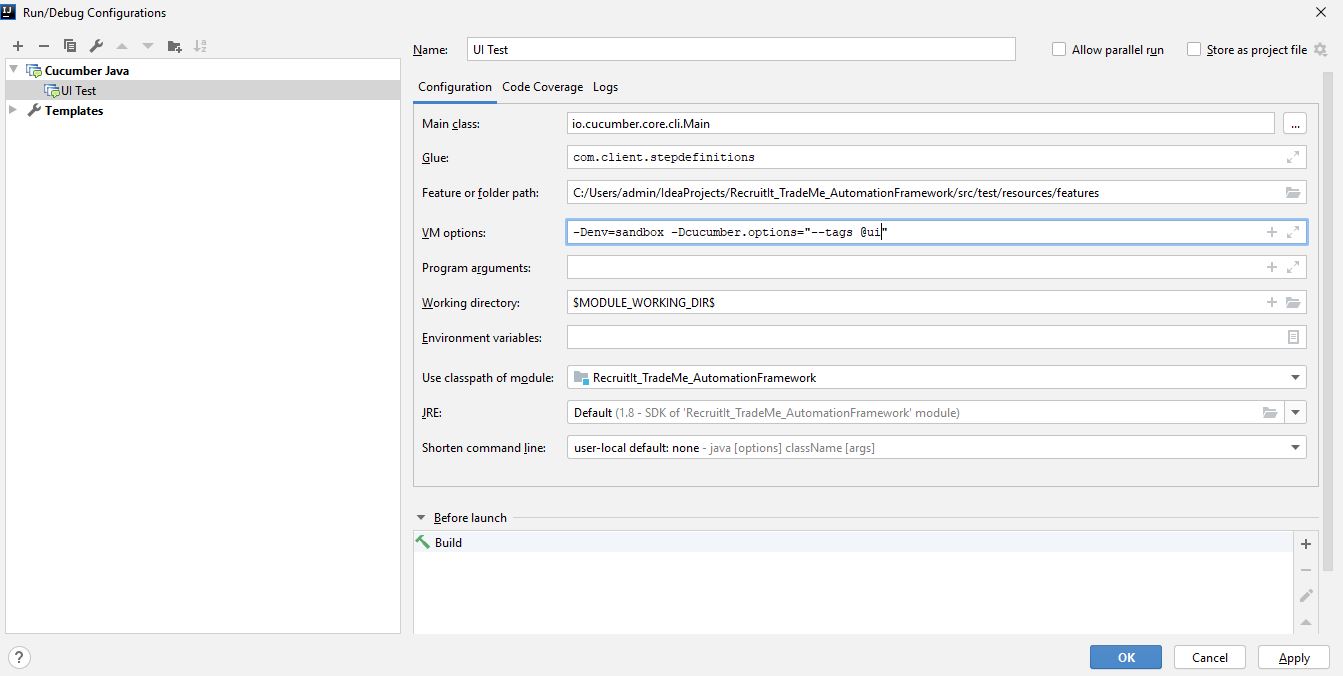 IJ Run/Debug Configurations
Name: UI Test Allow parallel run Store as project file
Cucumber Java
UI Test
Templates
Configuration Code Coverage Logs
Main class: io.cucumber.core.cli.Main ...
Glue: com.client.stepdefinitions
Feature or folder path: C:/Users/admin/IdeaProjects/RecruitIt_TradeMe_AutomationFramework/src/test/resources/features
VM options: -Denv=sandbox -Dcucumber.options="--tags @ui"
Program arguments:
Working directory: $MODULE_WORKING_DIR$
Environment variables:
Use classpath of module: RecruitIt_TradeMe_AutomationFramework
JRE: Default (1.8 - SDK of 'RecruitIt_TradeMe_AutomationFramework' module)
Shorten command line: user-local default: none - java [options] className [args]
Before launch
Build
? OK Cancel Apply